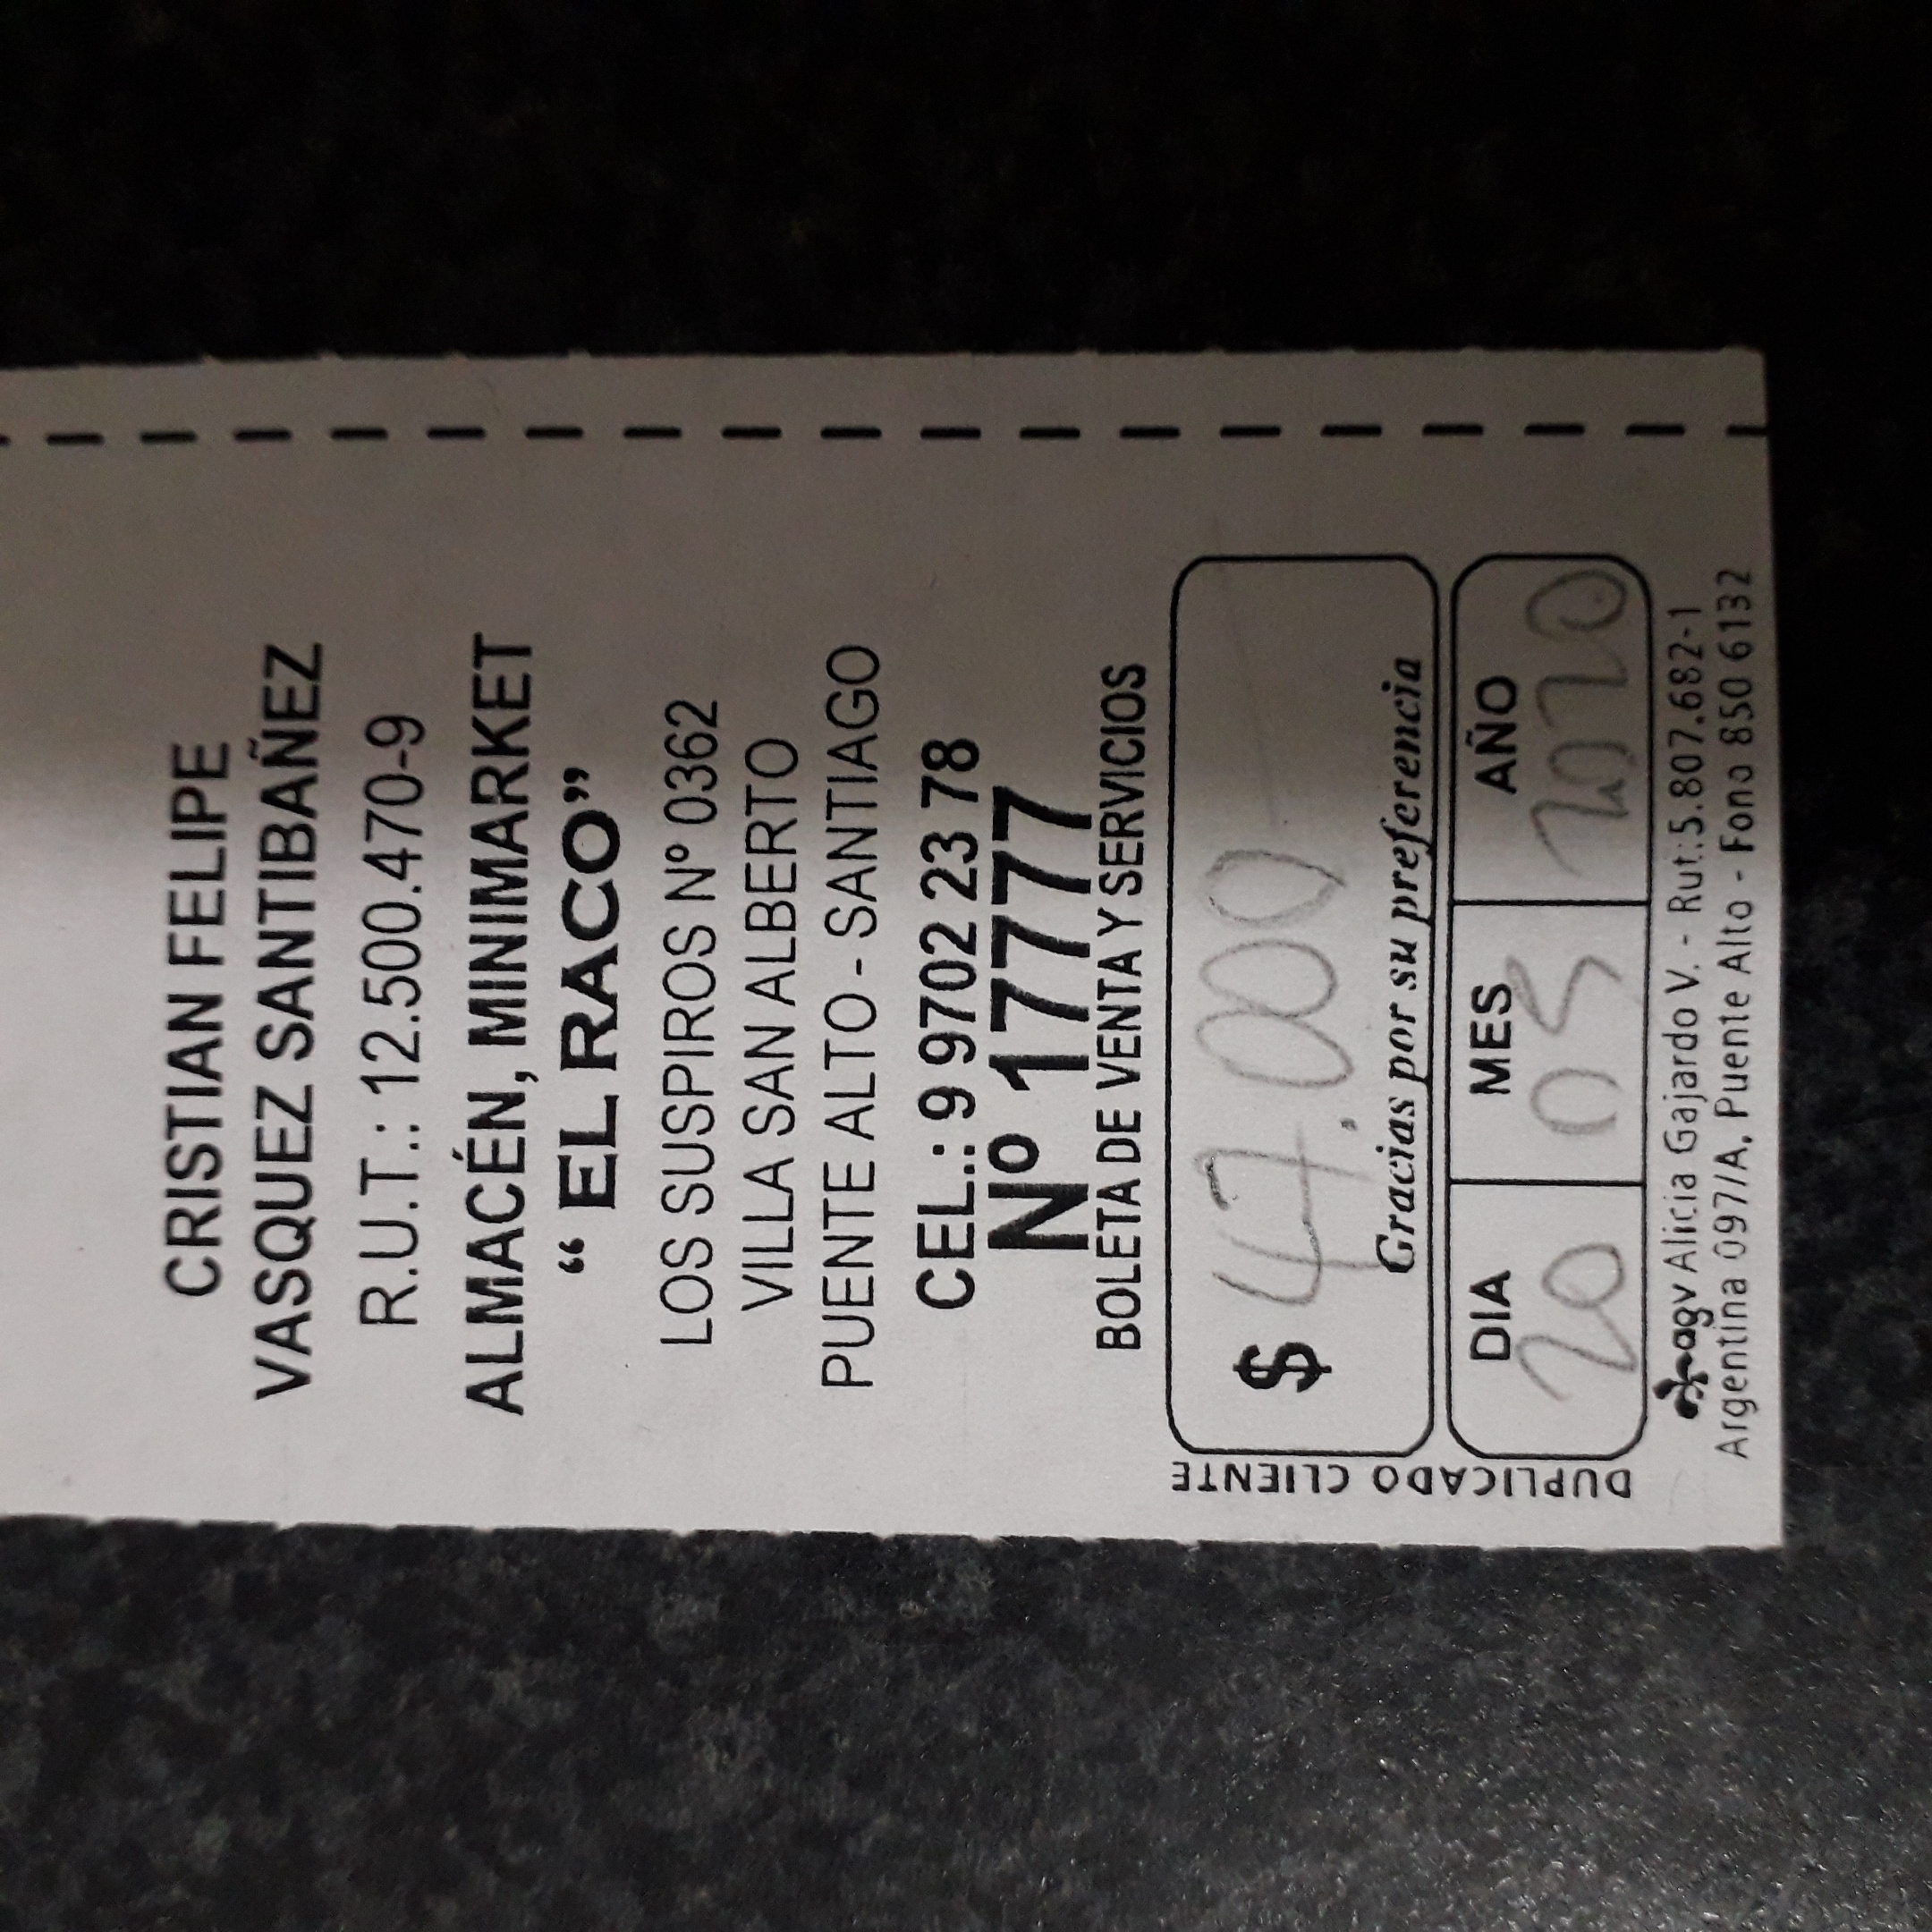 CRISTIAN FELIPE
VASQUEZ SANTIBAÑEZ
R.U.T.: 12.500.470-9
ALMACÉN, MINIMARKET
“ EL RACO”
LOS SUSPIROS Nº 0362
VILLA SAN ALBERTO
PUENTE ALTO - SANTIAGO
CEL.: 9 9702 23 78
Nº 17777
BOLETA DE VENTA Y SERVICIOS
$ 47.000
Gracias por su preferencia
DIA MES AÑO
20 05 2020
DUPLICADO CLIENTE
agv Alicia Gajardo V. - Rut:5.807.682-1
Argentina 097/A, Puente Alto - Fono 850 6132